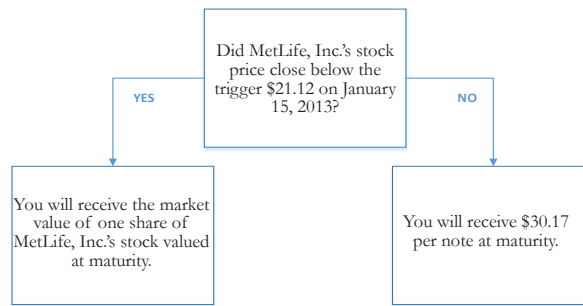 Did MetLife, Inc.'s stock
price close below the
trigger $21.12 on January
15, 2013?
YES
NO
You will receive the market
value of one share of
MetLife, Inc.'s stock valued
at maturity.
You will receive $30.17
per note at maturity.